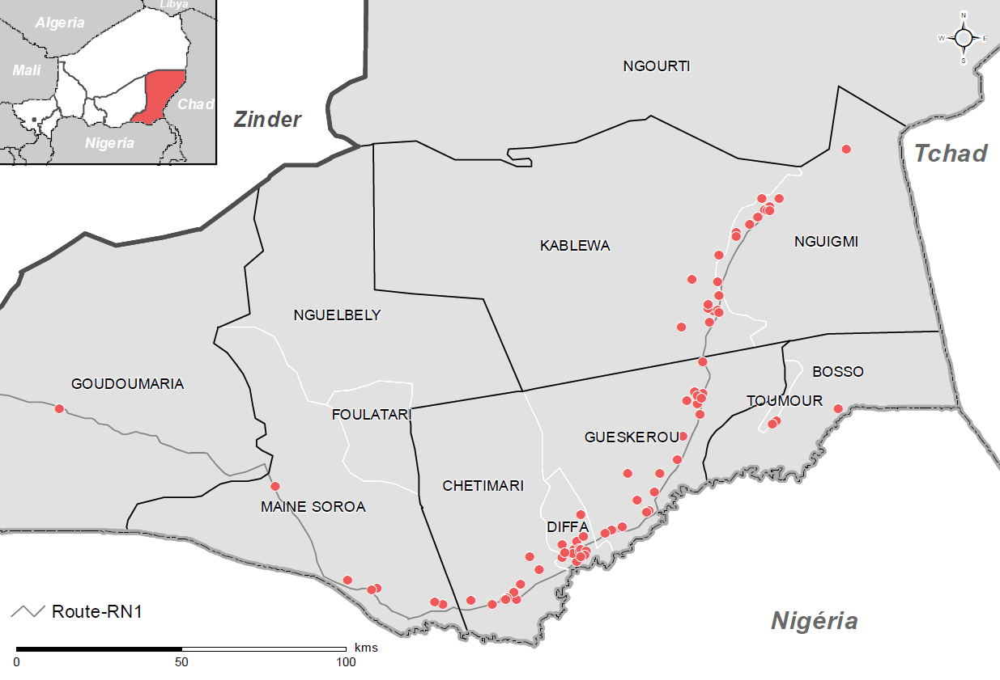 Libya
Algeria
N
W E
S
NGOURTI
Mali
Chad
Zinder
Nigeria
Tchad
KABLEWA
NGUIGMI
NGUELBELY
BOSSO
GOUDOUMARIA
TOUMOUR
FOULATARI
GUESKEROU
CHETIMARI
MAINE SOROA
DIFFA
Route-RN1
Nigéria
kms
0 50 100